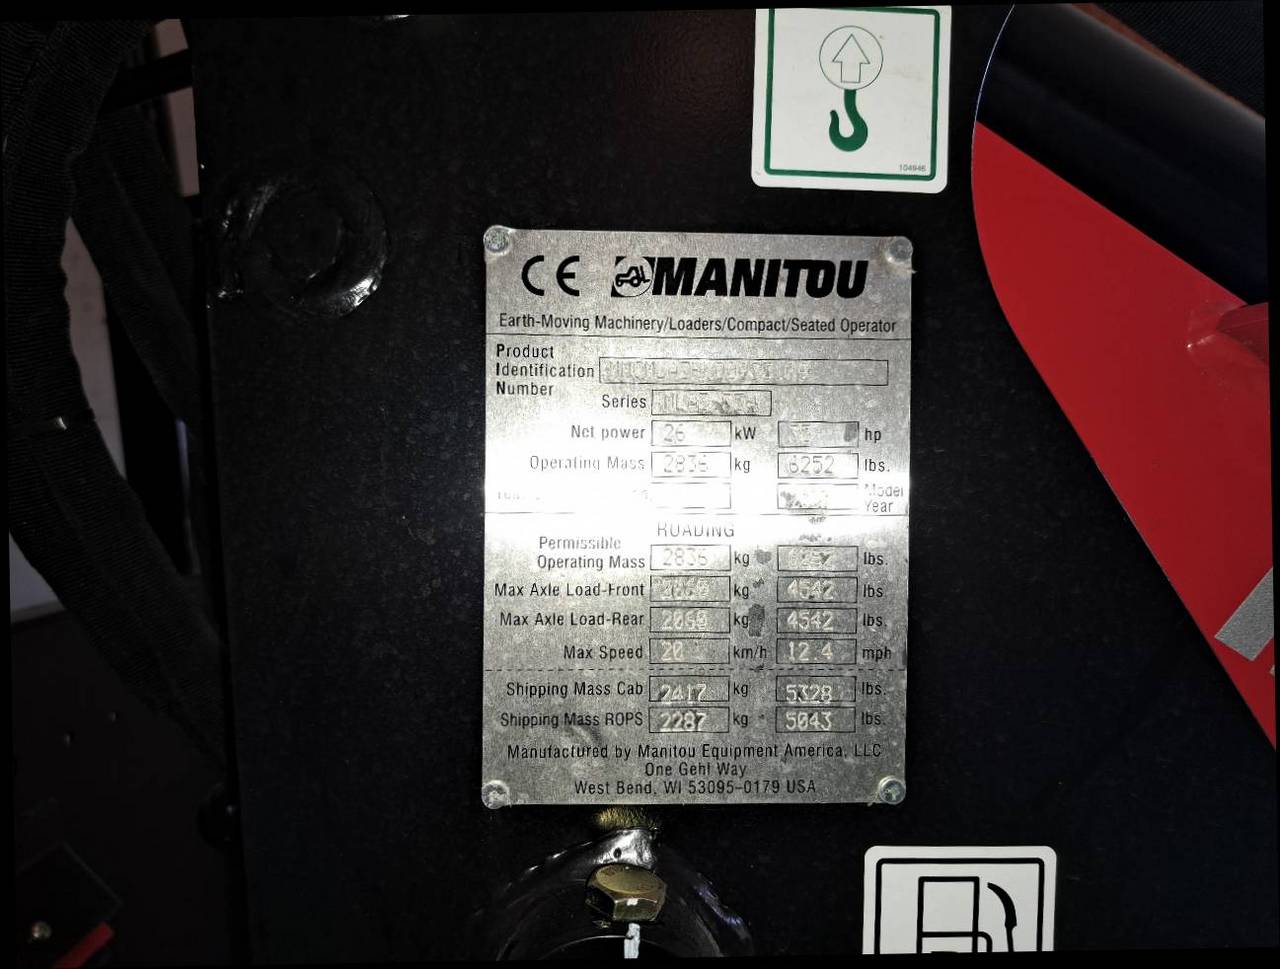 104946
CE MANITOU
Earth-Moving Machinery/Loaders/Compact/Seated Operator
Product
Identification
Number
Series
Net power 26 kW hp
Operating Mass 2836 kg 6252 lbs.
Model
Year
ROADING
Permissible
Operating Mass 2836 kg lbs.
Max Axle Load-Front 2060 kg 4542 lbs.
Max Axle Load-Rear 2060 kg 4542 lbs.
Max Speed 20 km/h 12.4 mph
Shipping Mass Cab 2417 kg 5328 lbs.
Shipping Mass ROPS 2287 kg 5043 lbs.
Manufactured by Manitou Equipment America, LLC
One Gehl Way
West Bend, WI 53095-0179 USA